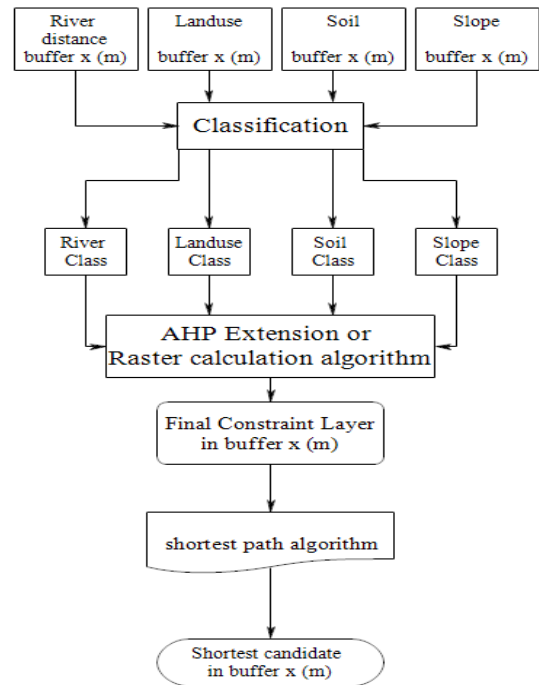 River
distance
buffer x (m)
Landuse
buffer x (m)
Soil
buffer x (m)
Slope
buffer x (m)
Classification
River
Class
Landuse
Class
Soil
Class
Slope
Class
AHP Extension or
Raster calculation algorithm
Final Constraint Layer
in buffer x (m)
shortest path algorithm
Shortest candidate
in buffer x (m)